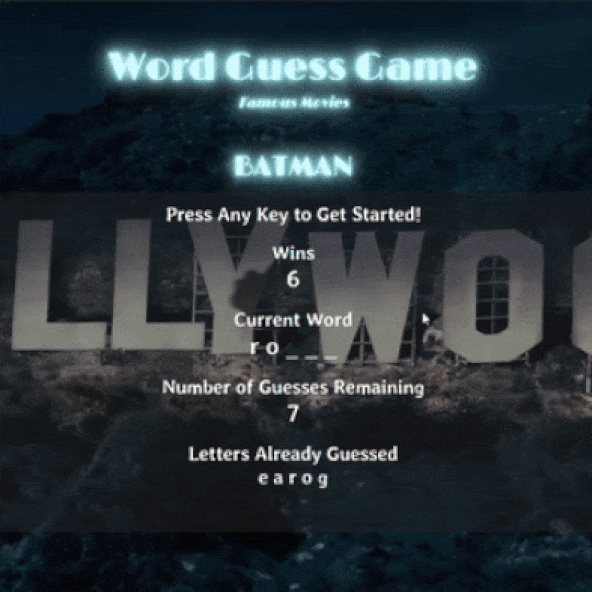 Word Guess Game
Famous Movies
BATMAN
Press Any Key to Get Started!
Wins
6
Current Word
r o _ _ _
Number of Guesses Remaining
7
Letters Already Guessed
e a r o g
LLYWOO